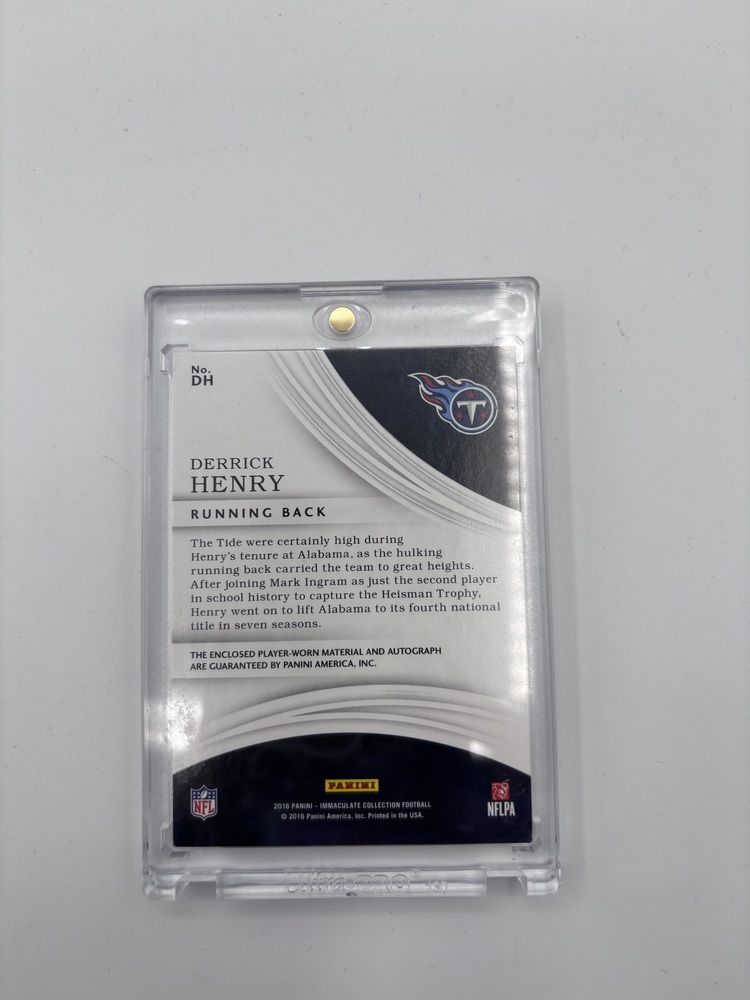 No.
DH
T
DERRICK
HENRY
RUNNING BACK
The Tide were certainly high during
Henry's tenure at Alabama, as the hulking
running back carried the team to great heights.
After joining Mark Ingram as just the second player
in school history to capture the Heisman Trophy,
Henry went on to lift Alabama to its fourth national
title in seven seasons.
THE ENCLOSED PLAYER-WORN MATERIAL AND AUTOGRAPH
ARE GUARANTEED BY PANINI AMERICA, INC.
PANINI
NFL
2016 PANINI – IMMACULATE COLLECTION FOOTBALL
© 2016 Panini America, Inc. Printed in the USA.
NFLPA
Ultra•PRO®